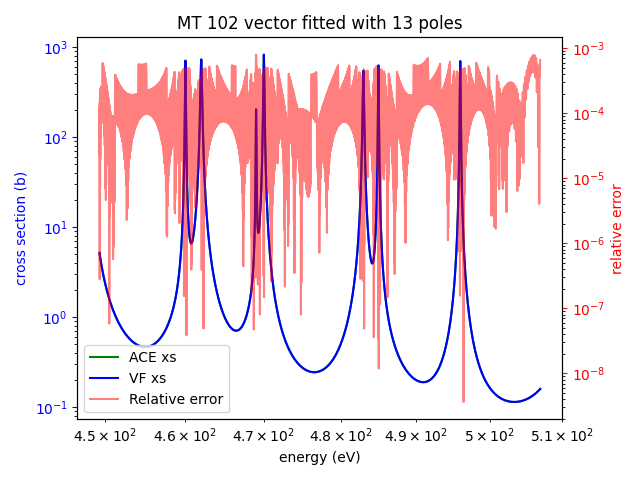 MT 102 vector fitted with 13 poles
10³
10²
10¹
10⁰
10⁻¹
cross section (b)
10⁻³
10⁻⁴
10⁻⁵
10⁻⁶
10⁻⁷
10⁻⁸
relative error
ACE xs
VF xs
Relative error
4.5 × 10²
4.6 × 10²
4.7 × 10²
4.8 × 10²
4.9 × 10²
5 × 10²
5.1 × 10²
energy (eV)